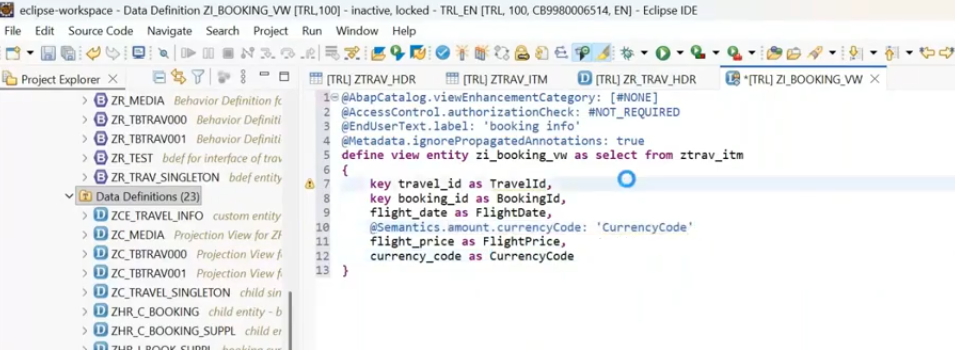 eclipse-workspace - Data Definition ZI_BOOKING_VW [TRL,100] - inactive, locked - TRL_EN [TRL, 100, CB9980006514, EN] - Eclipse IDE
File Edit Source Code Navigate Search Project Run Window Help
Project Explorer
[TRL] ZTRAV_HDR [TRL] ZTRAV_ITM [TRL] ZR_TRAV_HDR *[TRL] ZI_BOOKING_VW
ZR_MEDIA Behavior Definition fo
ZR_TBTRAV000 Behavior Definiti
ZR_TBTRAV001 Behavior Definiti
ZR_TEST bdef for interface of trav
ZR_TRAV_SINGLETON bdef entity
Data Definitions (23)
ZCE_TRAVEL_INFO custom entity
ZC_MEDIA Projection View for ZR
ZC_TBTRAV000 Projection View f
ZC_TBTRAV001 Projection View f
ZC_TRAVEL_SINGLETON child sin
ZHR_C_BOOKING child entity - b
ZHR_C_BOOKING_SUPPL child er
1 @AbapCatalog.viewEnhancementCategory: [#NONE]
2 @AccessControl.authorizationCheck: #NOT_REQUIRED
3 @EndUserText.label: 'booking info'
4 @Metadata.ignorePropagatedAnnotations: true
5 define view entity zi_booking_vw as select from ztrav_itm
6 {
7 key travel_id as TravelId,
8 key booking_id as BookingId,
9 flight_date as FlightDate,
10 @Semantics.amount.currencyCode: 'CurrencyCode'
11 flight_price as FlightPrice,
12 currency_code as CurrencyCode
13 }